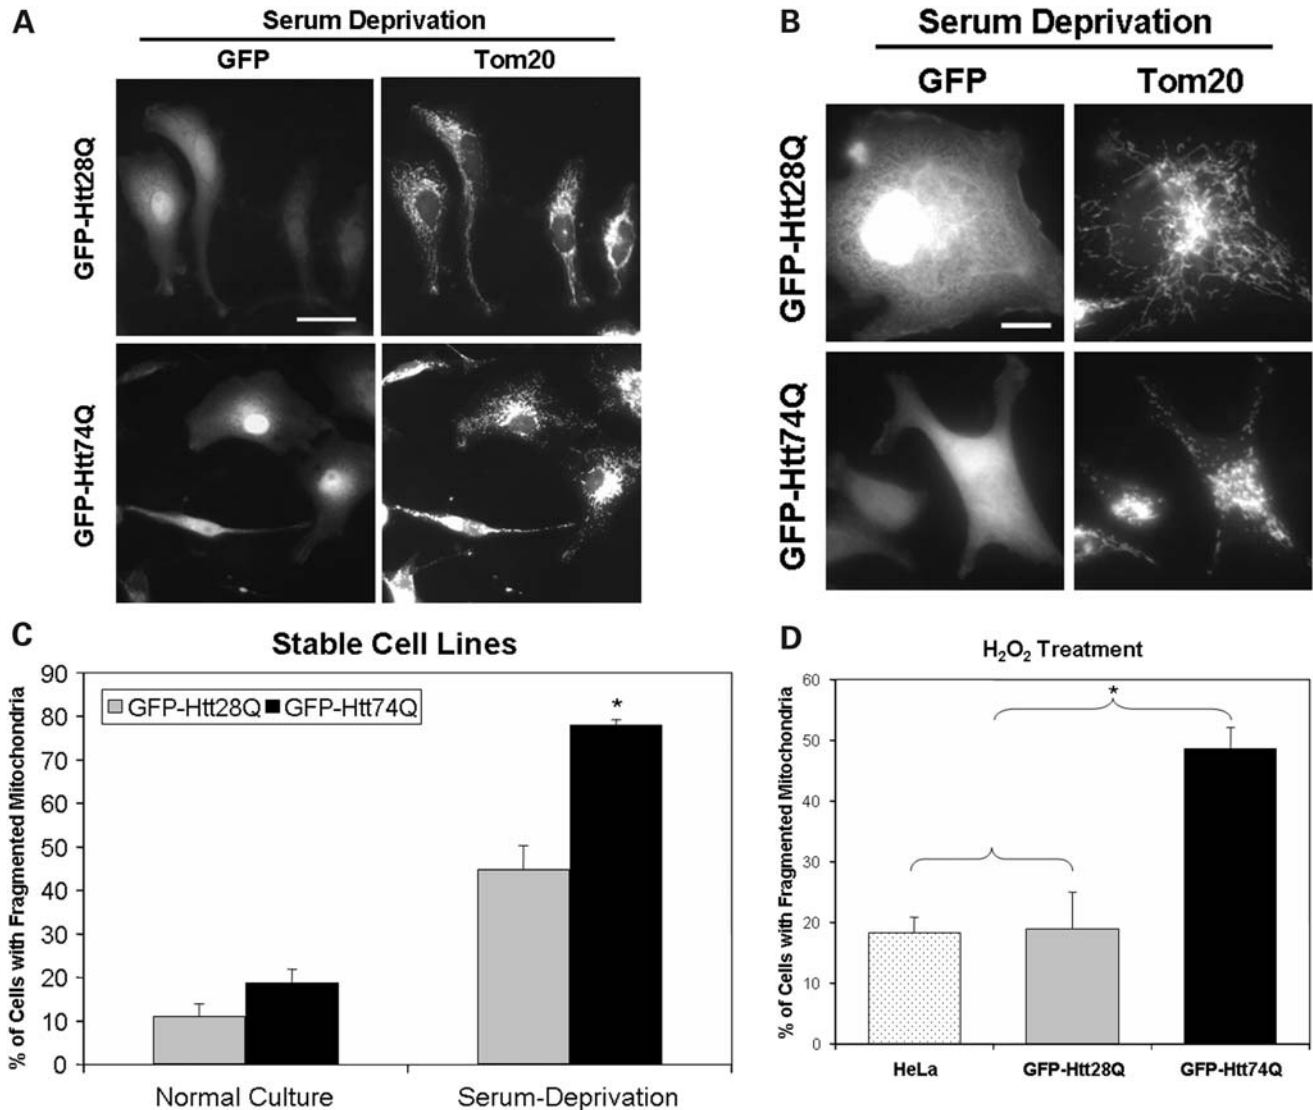 A
Serum Deprivation
GFP
Tom20
GFP-Htt28Q
GFP-Htt74Q
B
Serum Deprivation
GFP
Tom20
GFP-Htt28Q
GFP-Htt74Q
C
Stable Cell Lines
% of Cells with Fragmented Mitochondria
90
80
70
60
50
40
30
20
10
0
GFP-Htt28Q
GFP-Htt74Q
*
Normal Culture
Serum-Deprivation
D
H₂O₂ Treatment
% of Cells with Fragmented Mitochondria
60
50
40
30
20
10
0
*
HeLa
GFP-Htt28Q
GFP-Htt74Q